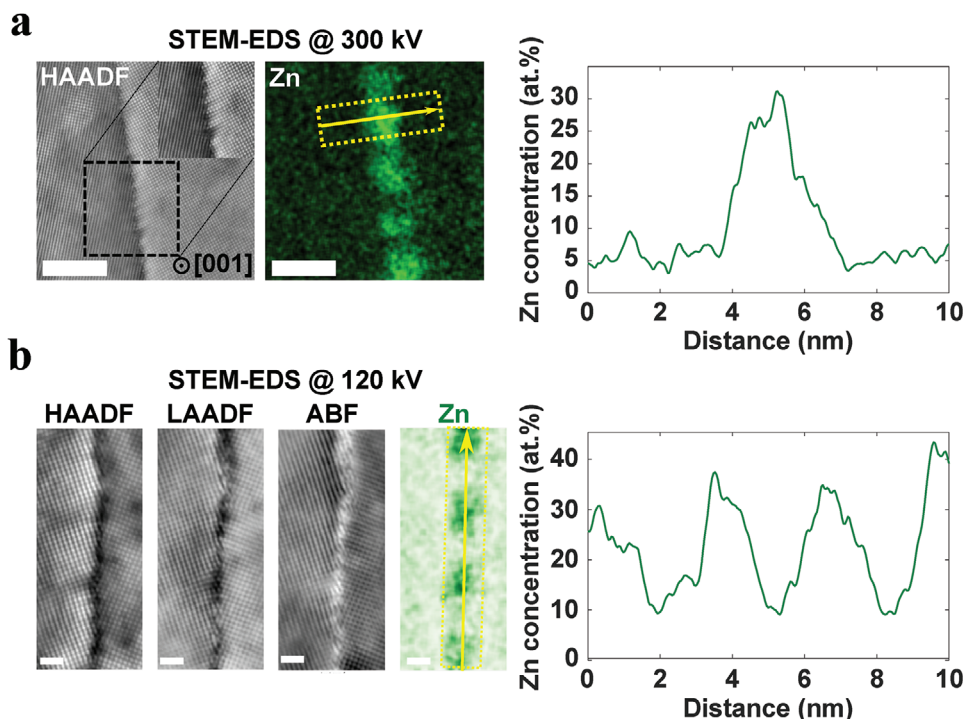 a
STEM-EDS @ 300 kV
HAADF
Zn
[001]
Zn concentration (at.%)
30
25
20
15
10
5
0
0 2 4 6 8 10
Distance (nm)
b
STEM-EDS @ 120 kV
HAADF LAADF ABF Zn
Zn concentration (at.%)
40
30
20
10
0
0 2 4 6 8 10
Distance (nm)